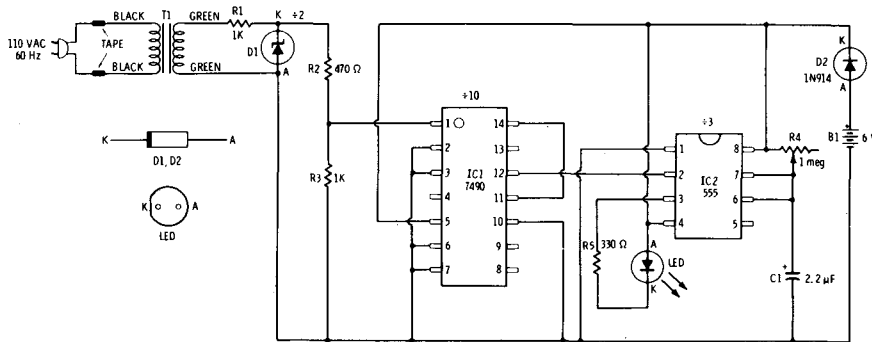 110 VAC
60 Hz
BLACK
TAPE
BLACK
T1
GREEN
GREEN
R1
1K
K
÷2
D1
A
R2
470 Ω
R3
1K
K
A
D1, D2
K
A
LED
÷10
1
2
3
4
5
6
7
14
13
12
11
10
9
8
IC1
7490
R5
330 Ω
A
LED
K
÷3
1
2
3
4
8
7
6
5
IC2
555
R4
1 meg
C1
+
2.2 µF
K
D2
1N914
A
B1
+
6 V